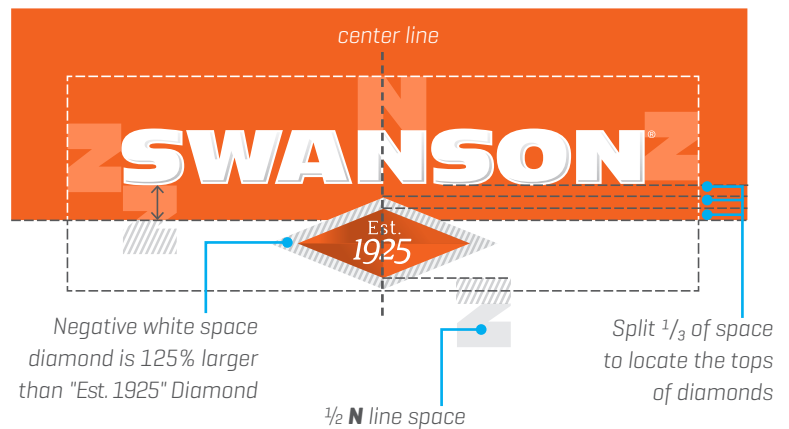 center line
N
N
N
SWANSON®
N
Est.
1925
Negative white space
diamond is 125% larger
than "Est. 1925" Diamond
N
½ N line space
Split 1/3 of space
to locate the tops
of diamonds